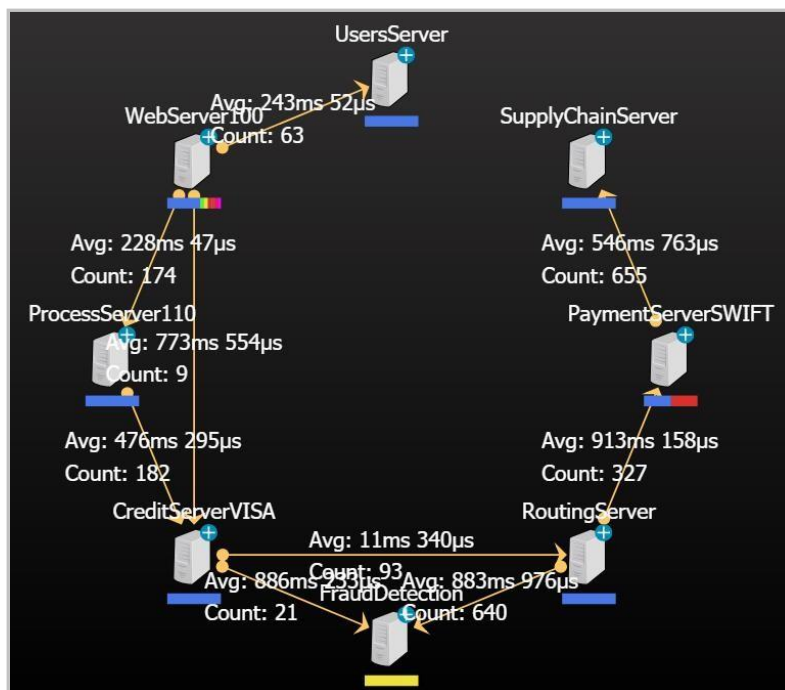 UsersServer
Avg: 243ms 52µs
WebServer100
Count: 63
SupplyChainServer
Avg: 228ms 47µs
Count: 174
Avg: 546ms 763µs
Count: 655
ProcessServer110
PaymentServerSWIFT
Avg: 773ms 554µs
Count: 9
Avg: 476ms 295µs
Count: 182
Avg: 913ms 158µs
Count: 327
CreditServerVISA
RoutingServer
Avg: 11ms 340µs
Count: 93
Avg: 886ms
Count: 21
Avg: 883ms 976µs
Count: 640
FraudDetection